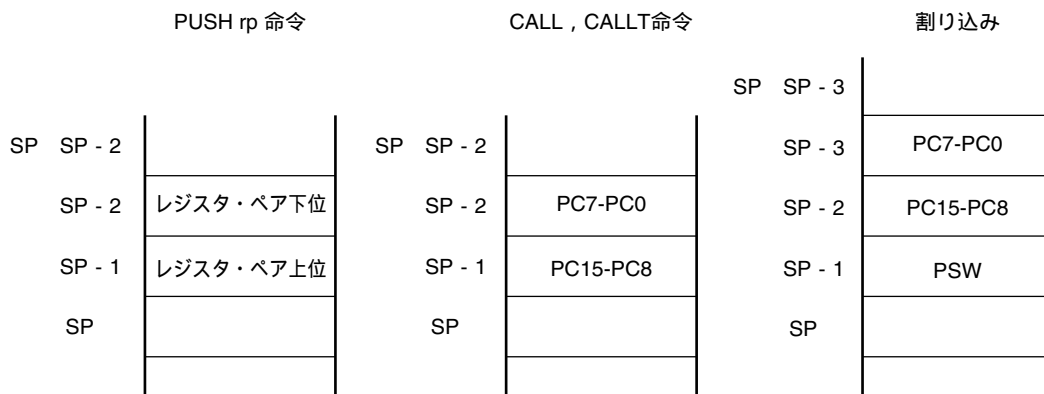 PUSH rp 命令
SP SP - 2
SP - 2 レジスタ・ペア下位
SP - 1 レジスタ・ペア上位
SP
CALL , CALLT命令
SP SP - 2
SP - 2 PC7-PC0
SP - 1 PC15-PC8
SP
割り込み
SP SP - 3
SP - 3 PC7-PC0
SP - 2 PC15-PC8
SP - 1 PSW
SP